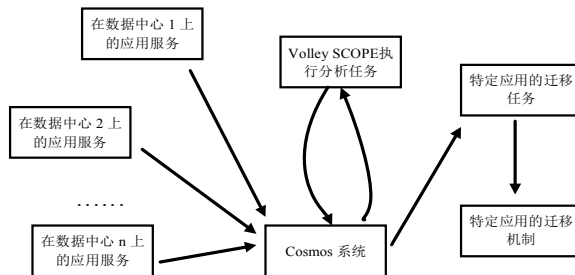 在数据中心 1 上
的应用服务
Volley SCOPE执
行分析任务
特定应用的迁移
任务
在数据中心 2 上
的应用服务
······
在数据中心 n 上
的应用服务
Cosmos 系统
特定应用的迁移
机制